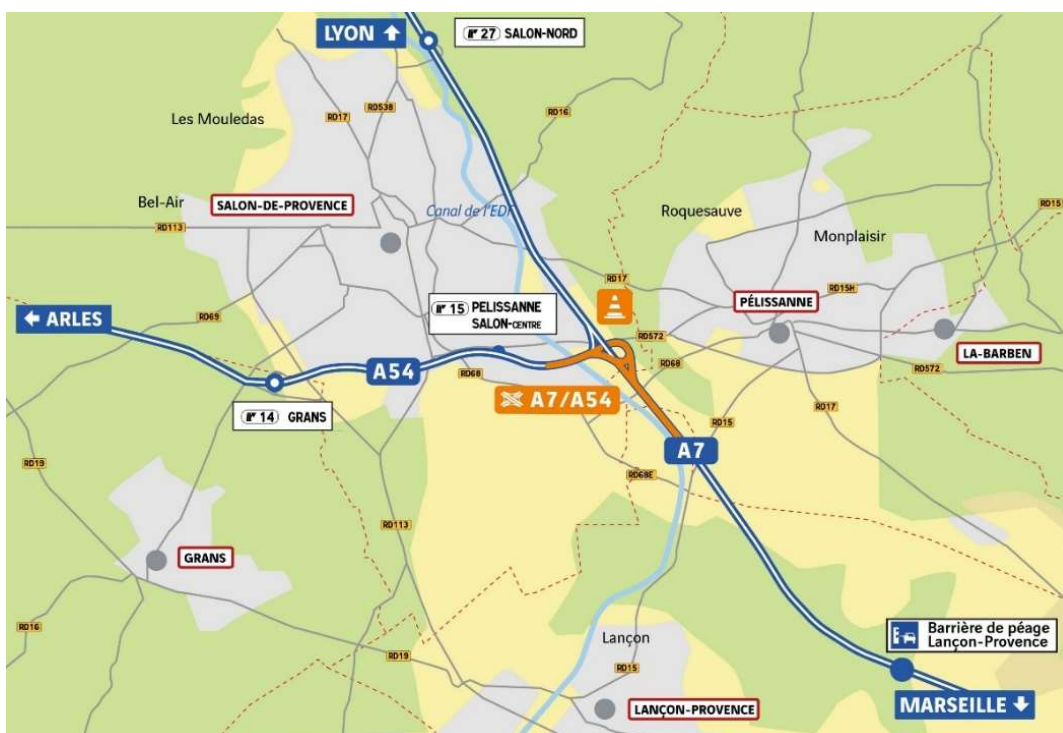 LYON ↑
27 SALON-NORD
RD538
RD17
RD16
Les Mouledas
Bel-Air
SALON-DE-PROVENCE
Canal de l'EDF
Roquesauve
RD113
RD15
Monplaisir
RD17
RD15H
15 PELISSANNE
SALON-CENTRE
PÉLISSANNE
← ARLES
RD69
RD572
LA-BARBEN
A54
RD68
RD68
RD572
A7/A54
14 GRANS
RD17
RD15
A7
RD19
RD68E
RD113
GRANS
RD16
Lançon
Barrière de péage
Lançon-Provence
RD19
RD15
LANÇON-PROVENCE
MARSEILLE ↓